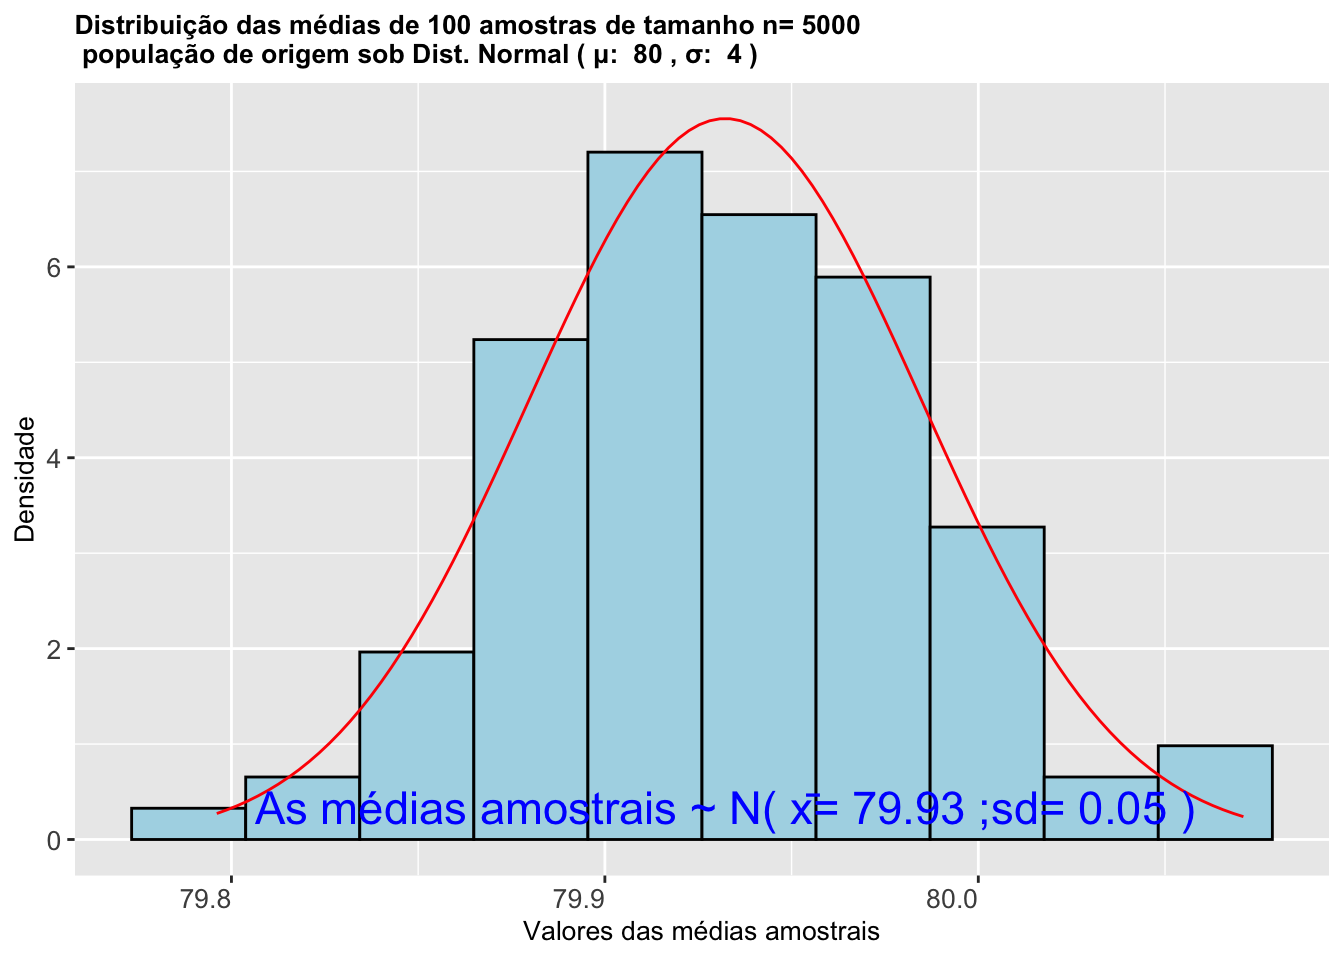 Distribuição das médias de 100 amostras de tamanho n= 5000
população de origem sob Dist. Normal ( μ:  80 , σ:  4 )
Densidade
6
4
2
0
As médias amostrais ~ N( x̅= 79.93 ;sd= 0.05 )
79.8 79.9 80.0
Valores das médias amostrais